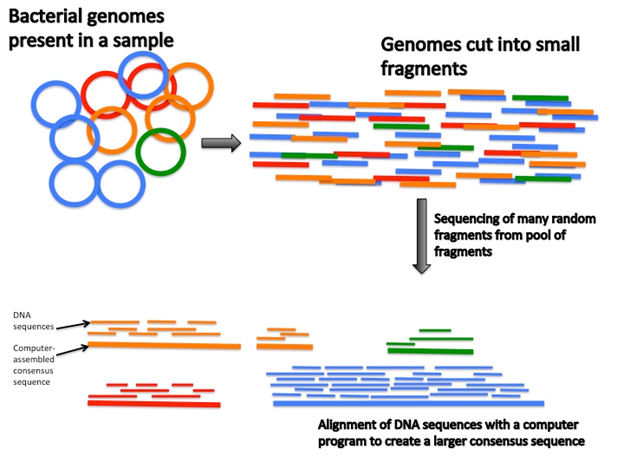 Bacterial genomes
present in a sample
Genomes cut into small
fragments
Sequencing of many random
fragments from pool of
fragments
DNA
sequences
Computer-
assembled
consensus
sequence
Alignment of DNA sequences with a computer
program to create a larger consensus sequence